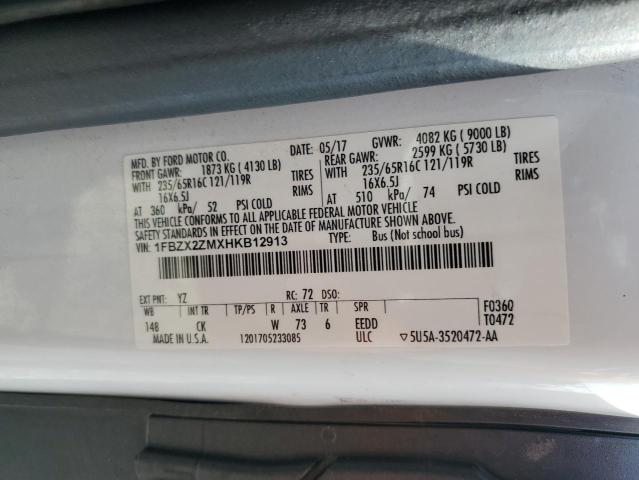 MFD. BY FORD MOTOR CO. DATE: 05/17 GVWR: 4082 KG ( 9000 LB)
FRONT GAWR: 1873 KG ( 4130 LB) REAR GAWR: 2599 KG ( 5730 LB)
WITH 235/65R16C 121/119R TIRES WITH 235/65R16C 121/119R TIRES
16X6.5J RIMS 16X6.5J RIMS
AT 360 kPa/ 52 PSI COLD AT 510 kPa/ 74 PSI COLD
THIS VEHICLE CONFORMS TO ALL APPLICABLE FEDERAL MOTOR VEHICLE
SAFETY STANDARDS IN EFFECT ON THE DATE OF MANUFACTURE SHOWN ABOVE.
VIN: 1FBZX2ZMXHKB12913 TYPE: Bus (Not school bus)
EXT PNT: YZ RC: 72 DSO:
WB INT TR TP/PS R AXLE TR SPR F0360
148 CK W 73 6 EEDD T0472
MADE IN U.S.A. 1201705233085 ULC ▽5U5A-3520472-AA